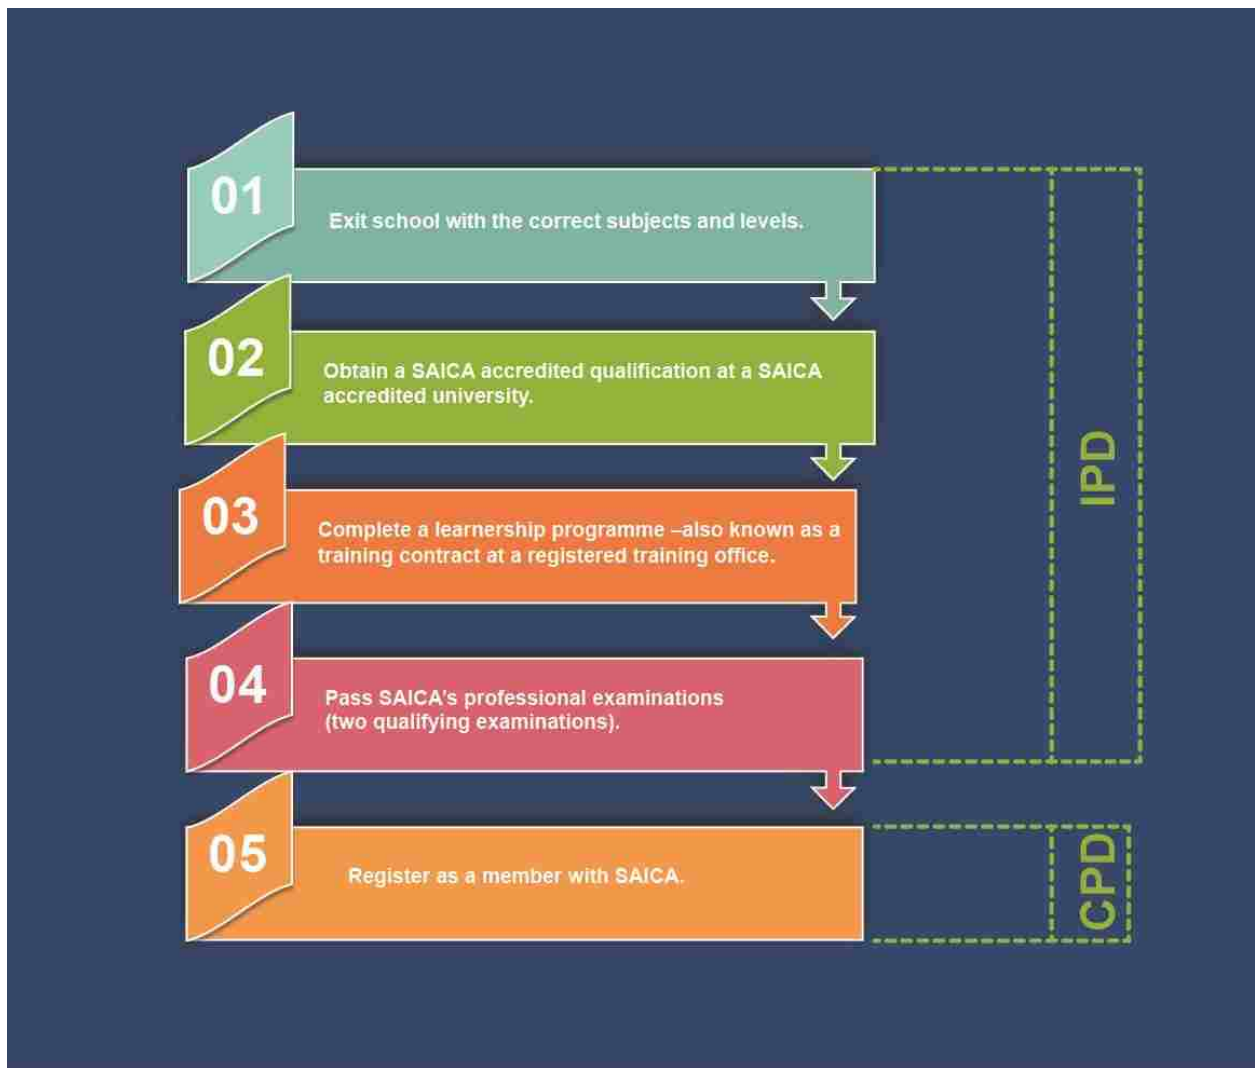 01
Exit school with the correct subjects and levels.
02
Obtain a SAICA accredited qualification at a SAICA
accredited university.
03
Complete a learnership programme –also known as a
training contract at a registered training office.
04
Pass SAICA's professional examinations
(two qualifying examinations).
05
Register as a member with SAICA.
IPD
CPD